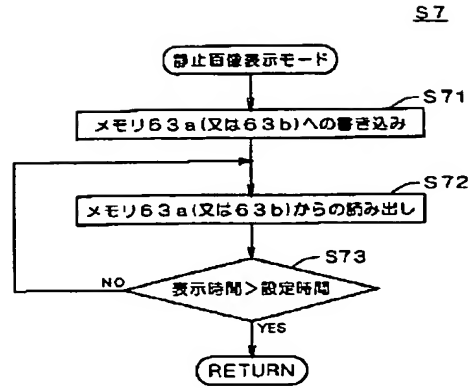 S7
静止画像表示モード
S71
メモリ63a(又は63b)への書き込み
S72
メモリ63a(又は63b)からの読み出し
S73
NO
表示時間>設定時間
YES
RETURN